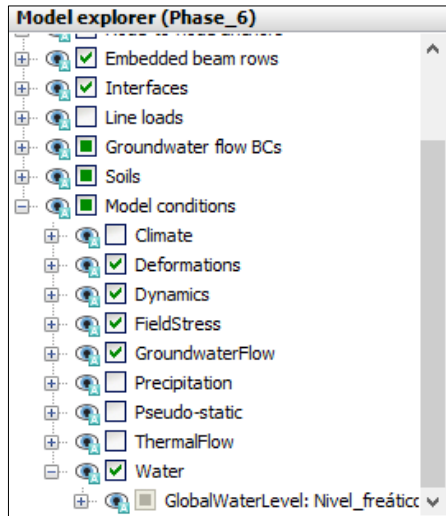 Model explorer (Phase_6)
Embedded beam rows
Interfaces
Line loads
Groundwater flow BCs
Soils
Model conditions
Climate
Deformations
Dynamics
FieldStress
GroundwaterFlow
Precipitation
Pseudo-static
ThermalFlow
Water
GlobalWaterLevel: Nivel_freático